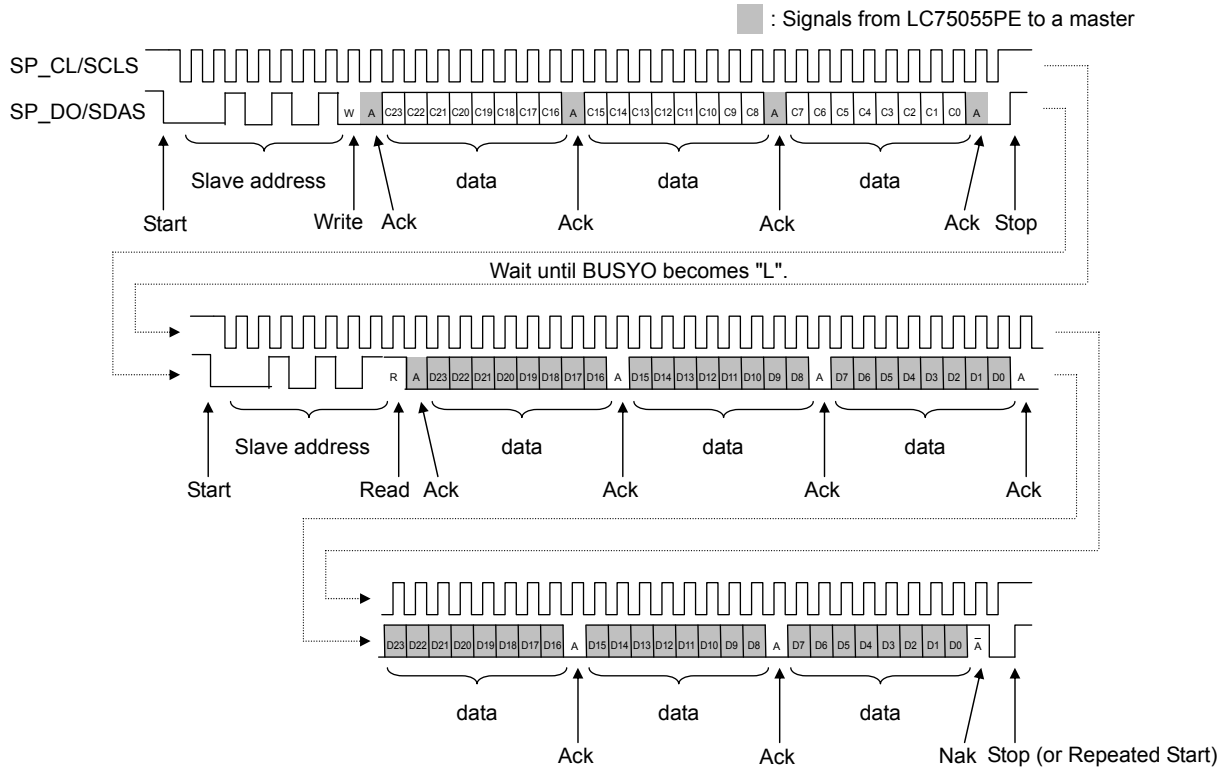 : Signals from LC75055PE to a master
SP_CL/SCLS
SP_DO/SDAS
W A C23 C22 C21 C20 C19 C18 C17 C16 A C15 C14 C13 C12 C11 C10 C9 C8 A C7 C6 C5 C4 C3 C2 C1 C0 A
Slave address data data data
Start Write Ack Ack Ack Ack Stop
Wait until BUSYO becomes "L".
R A D23 D22 D21 D20 D19 D18 D17 D16 A D15 D14 D13 D12 D11 D10 D9 D8 A D7 D6 D5 D4 D3 D2 D1 D0 A
Slave address data data data
Start Read Ack Ack Ack Ack
D23 D22 D21 D20 D19 D18 D17 D16 A D15 D14 D13 D12 D11 D10 D9 D8 A D7 D6 D5 D4 D3 D2 D1 D0 A̅
data data data
Ack Ack Nak Stop (or Repeated Start)